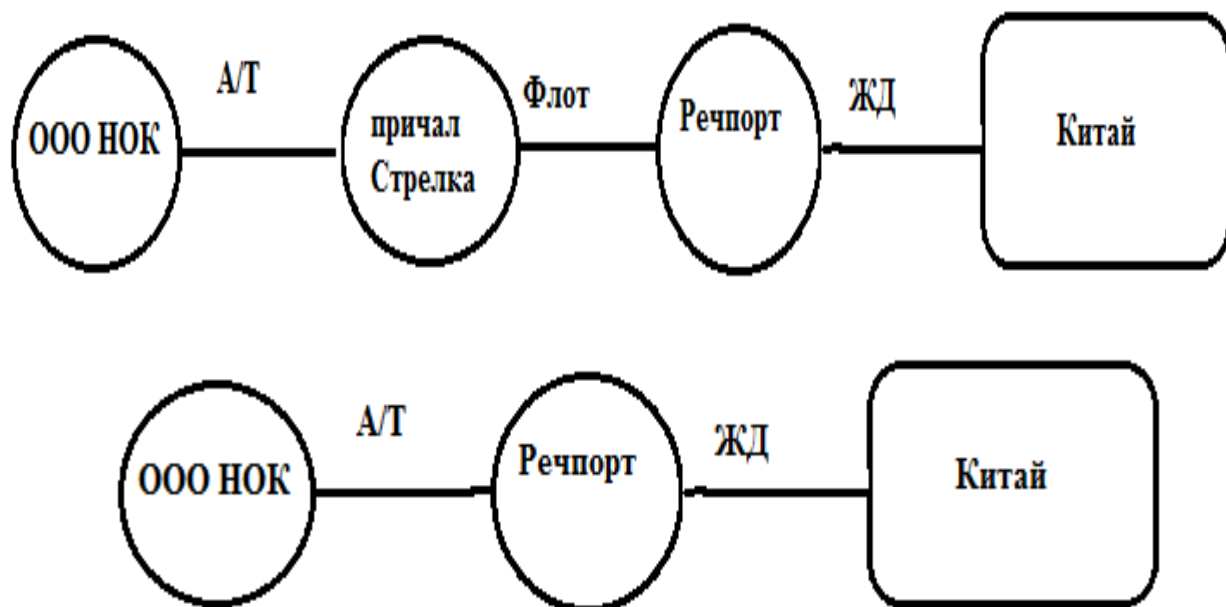 ООО НОК
А/Т
причал
Стрелка
Флот
Речпорт
ЖД
Китай
ООО НОК
А/Т
Речпорт
ЖД
Китай